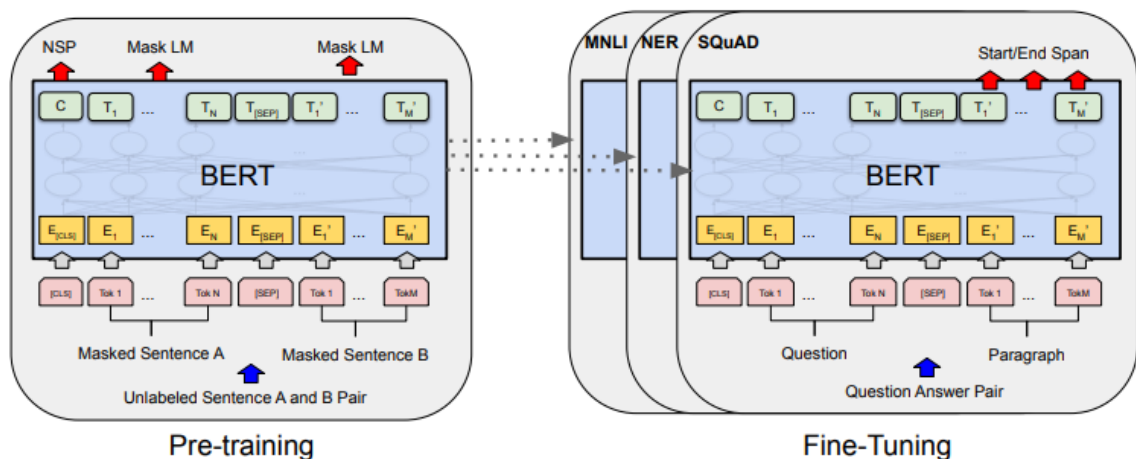 NSP Mask LM Mask LM
C T1 ... TN T[SEP] T1' ... TM'
BERT
E[CLS] E1 ... EN E[SEP] E1' ... EM'
[CLS] Tok 1 ... Tok N [SEP] Tok 1 ... TokM
Masked Sentence A Masked Sentence B
Unlabeled Sentence A and B Pair
Pre-training
MNLI NER SQuAD
Start/End Span
C T1 ... TN T[SEP] T1' ... TM'
BERT
E[CLS] E1 ... EN E[SEP] E1' ... EM'
[CLS] Tok 1 ... Tok N [SEP] Tok 1 ... TokM
Question Paragraph
Question Answer Pair
Fine-Tuning